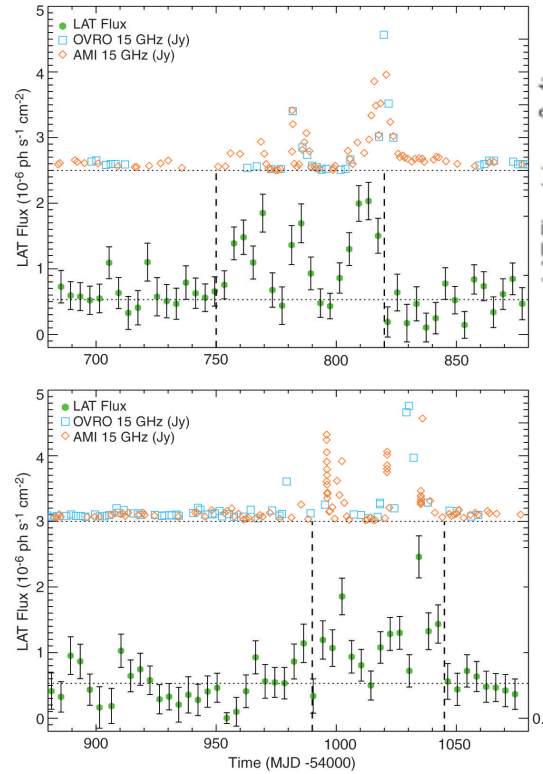 5
LAT Flux
OVRO 15 GHz (Jy)
AMI 15 GHz (Jy)
4
3
2
1
0
LAT Flux (10-6 ph s-1 cm-2)
700 750 800 850
5
LAT Flux
OVRO 15 GHz (Jy)
AMI 15 GHz (Jy)
4
3
2
1
0
0.
LAT Flux (10-6 ph s-1 cm-2)
900 950 1000 1050
Time (MJD -54000)